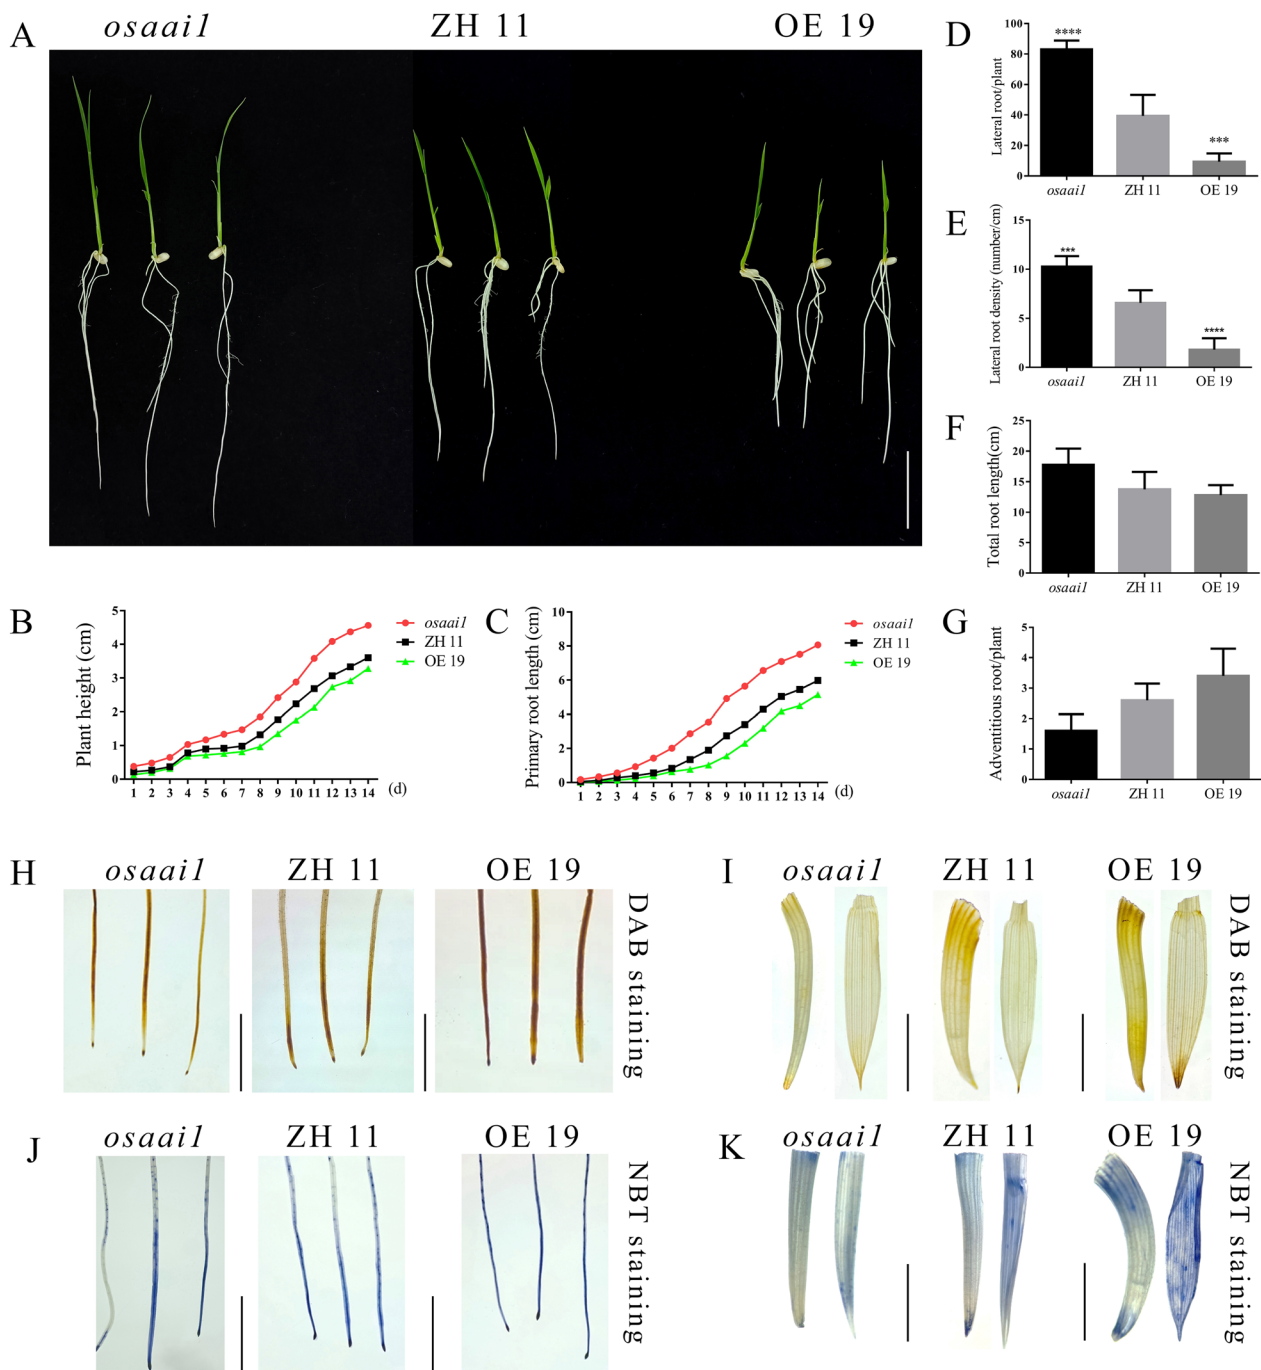 A
osaai1
ZH 11
OE 19
B
Plant height (cm)
5
4
3
2
1
0
1 2 3 4 5 6 7 8 9 10 11 12 13 14
(d)
osaai1
ZH 11
OE 19
C
Primary root length (cm)
10
8
6
4
2
0
1 2 3 4 5 6 7 8 9 10 11 12 13 14
(d)
osaai1
ZH 11
OE 19
D
Lateral root/plant
100
80
60
40
20
0
****
***
osaai1 ZH 11 OE 19
E
Lateral root density (number/cm)
15
10
5
0
***
****
osaai1 ZH 11 OE 19
F
Total root length(cm)
25
20
15
10
5
0
osaai1 ZH 11 OE 19
G
Adventitious root/plant
5
4
3
2
1
0
osaai1 ZH 11 OE 19
H
osaai1
ZH 11
OE 19
DAB staining
I
osaai1
ZH 11
OE 19
DAB staining
J
osaai1
ZH 11
OE 19
NBT staining
K
osaai1
ZH 11
OE 19
NBT staining